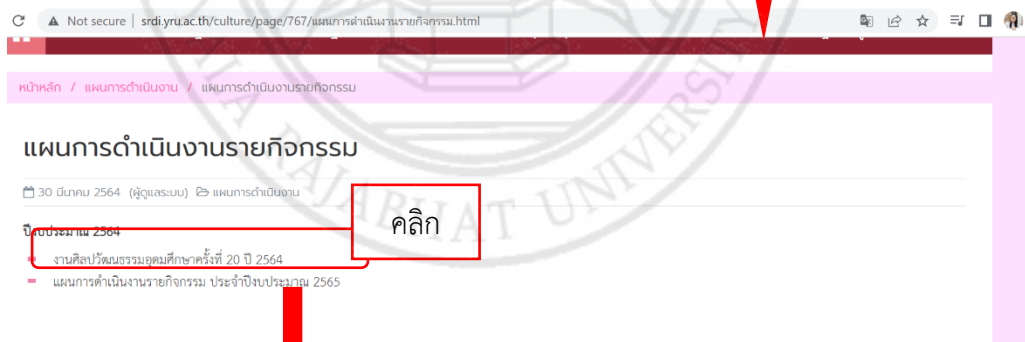 Not secure | srdi.yru.ac.th/culture/page/767/แผนการดำเนินงานรายกิจกรรม.html
หน้าหลัก / แผนการดำเนินงาน / แผนการดำเนินงานรายกิจกรรม
แผนการดำเนินงานรายกิจกรรม
30 มีนาคม 2564 (ผู้ดูแลระบบ) แผนการดำเนินงาน
คลิก
ปีงบประมาณ 2564
งานศิลปวัฒนธรรมอุดมศึกษาครั้งที่ 20 ปี 2564
แผนการดำเนินงานรายกิจกรรม ประจำปีงบประมาณ 2565
RAJABHAT UNIVERSITY